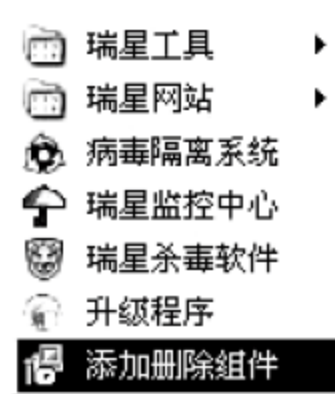 瑞星工具
瑞星网站
病毒隔离系统
瑞星监控中心
瑞星杀毒软件
升级程序
添加删除组件